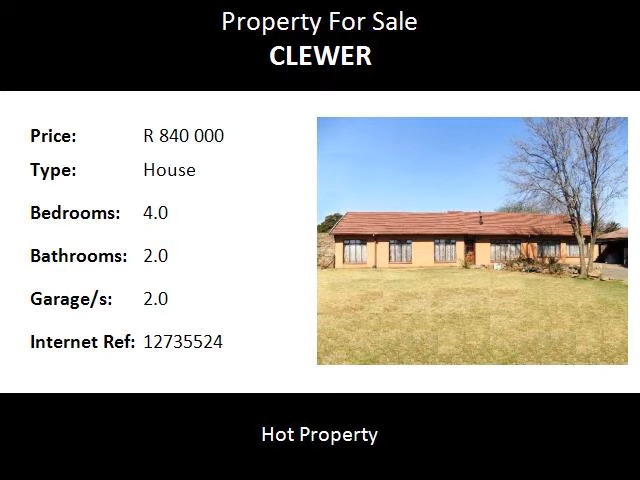 Property For Sale
CLEWER
Price: R 840 000
Type: House
Bedrooms: 4.0
Bathrooms: 2.0
Garage/s: 2.0
Internet Ref: 12735524
Hot Property